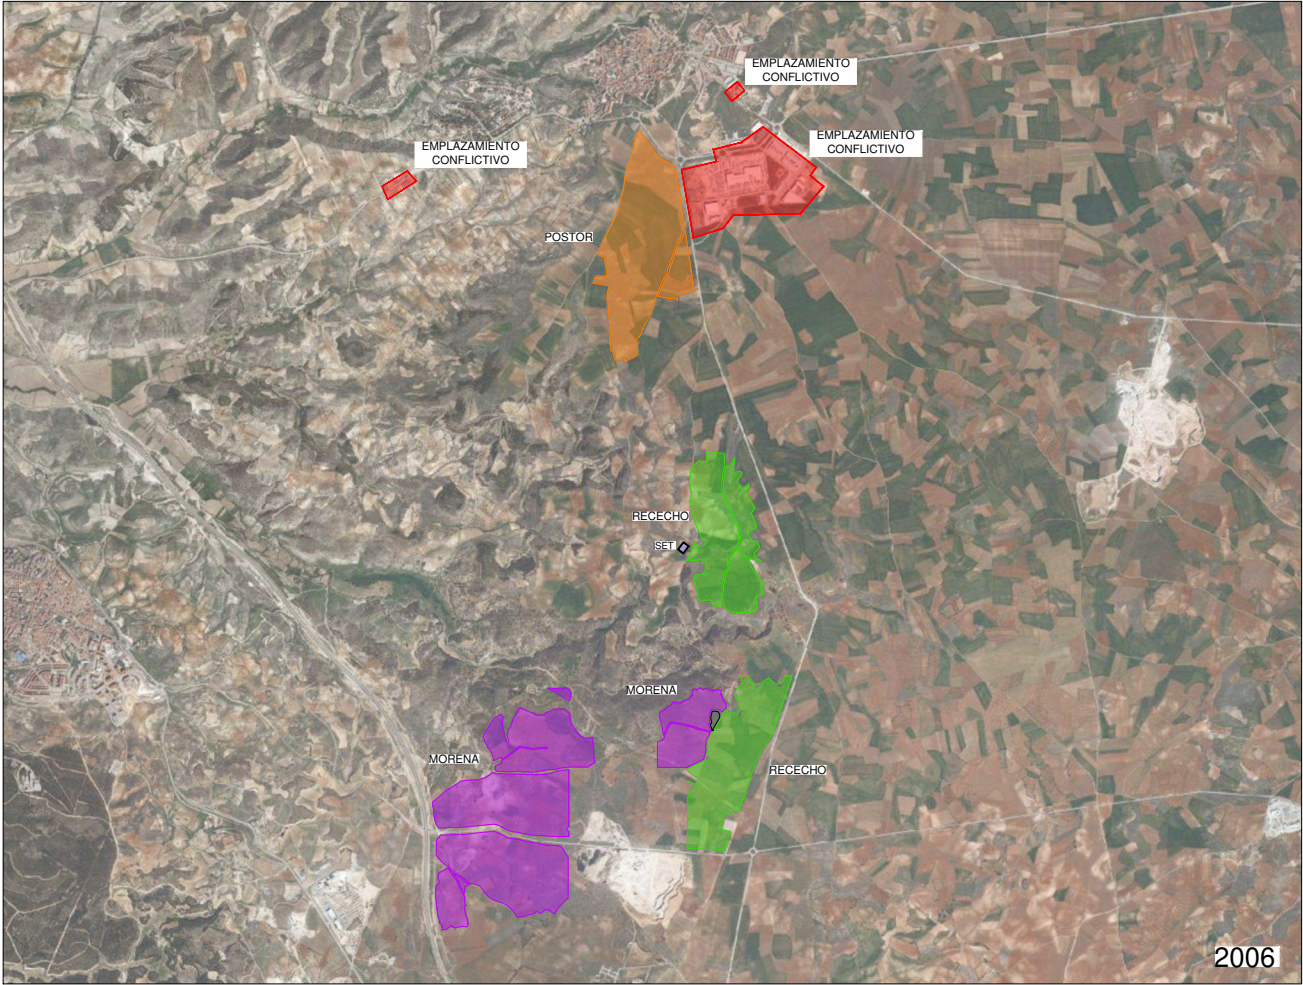 EMPLAZAMIENTO
CONFLICTIVO
EMPLAZAMIENTO
CONFLICTIVO
EMPLAZAMIENTO
CONFLICTIVO
POSTOR
RECECHO
SET
MORENA
MORENA
RECECHO
2006